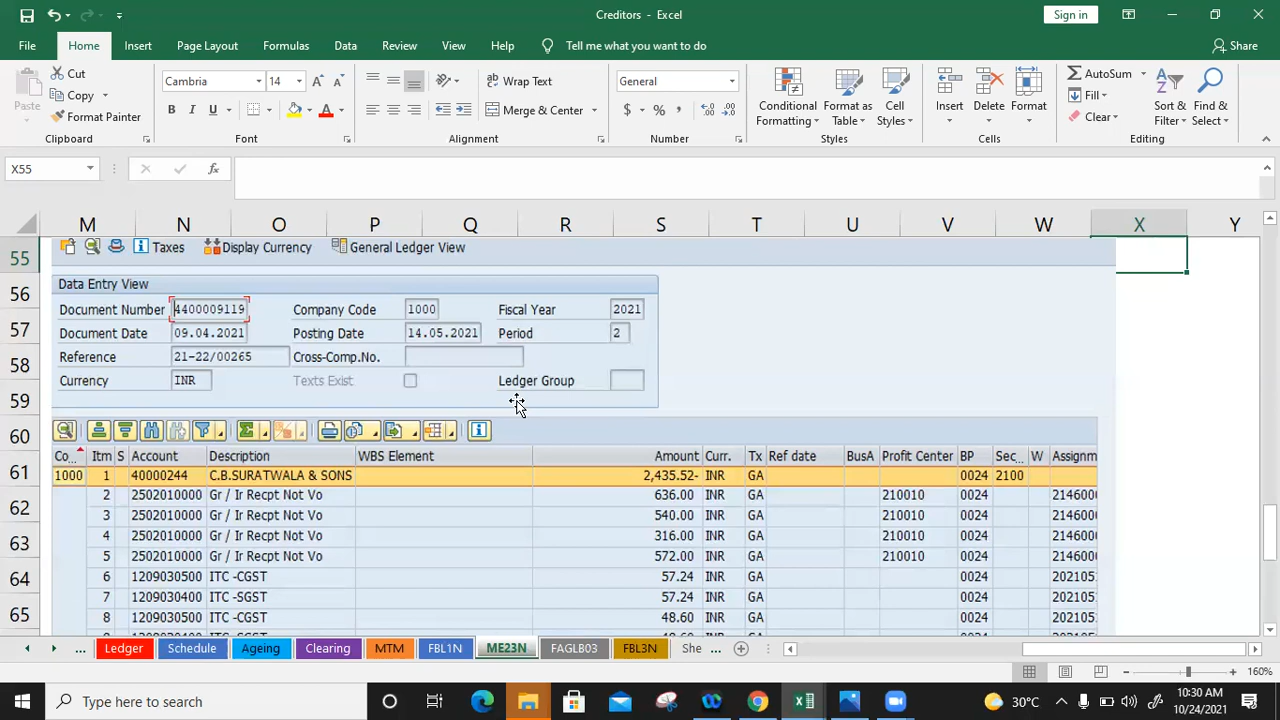 Creditors - Excel
Sign in
File Home Insert Page Layout Formulas Data Review View Help Tell me what you want to do Share
Cut
Copy
Format Painter
Paste
Clipboard
Cambria 14
B I U
Font
Wrap Text
Merge & Center
Alignment
General
$ % ,
Number
Conditional Formatting
Format as Table
Cell Styles
Styles
Insert Delete Format
Cells
AutoSum
Fill
Clear
Sort & Filter
Find & Select
Editing
X55 fx
M N O P Q R S T U V W X Y
55 Taxes Display Currency General Ledger View
56 Data Entry View
Document Number 4400009119 Company Code 1000 Fiscal Year 2021
57 Document Date 09.04.2021 Posting Date 14.05.2021 Period 2
58 Reference 21-22/00265 Cross-Comp.No.
59 Currency INR Texts Exist Ledger Group
60
Co... Itm S Account Description WBS Element Amount Curr. Tx Ref date BusA Profit Center BP Sec... W Assignm
61 1000 1 40000244 C.B.SURATWALA & SONS 2,435.52- INR GA 0024 2100
62 2 2502010000 Gr / Ir Recpt Not Vo 636.00 INR GA 210010 0024 2146000
3 2502010000 Gr / Ir Recpt Not Vo 540.00 INR GA 210010 0024 2146000
63 4 2502010000 Gr / Ir Recpt Not Vo 316.00 INR GA 210010 0024 2146000
5 2502010000 Gr / Ir Recpt Not Vo 572.00 INR GA 210010 0024 2146000
64 6 1209030500 ITC -CGST 57.24 INR GA 0024 202105
7 1209030400 ITC -SGST 57.24 INR GA 0024 202105
65 8 1209030500 ITC -CGST 48.60 INR GA 0024 202105
... Ledger Schedule Ageing Clearing MTM FBL1N ME23N FAGLB03 FBL3N She ...
160%
Type here to search
30°C
10:30 AM
10/24/2021